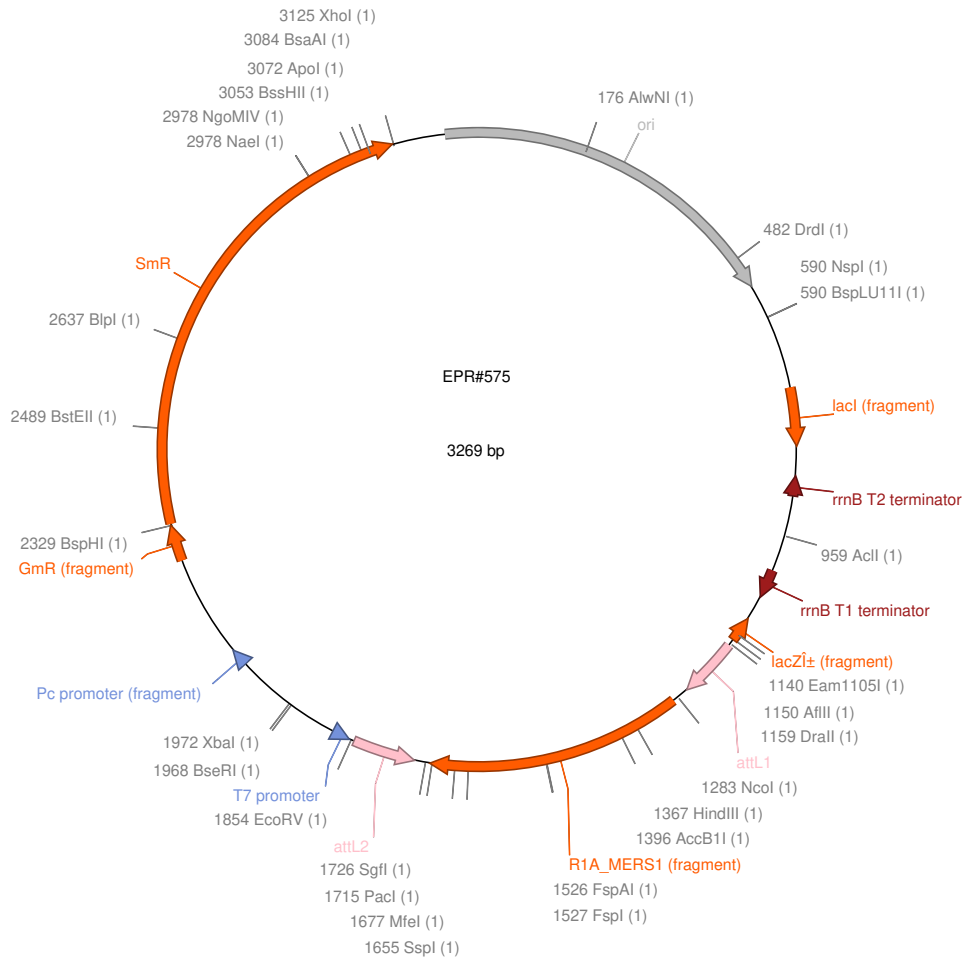 3125 XhoI (1)
3084 BsaAI (1)
3072 ApoI (1)
3053 BssHII (1)
2978 NgoMIV (1)
2978 NaeI (1)
176 AlwNI (1)
ori
482 DrdI (1)
590 NspI (1)
590 BspLU11I (1)
SmR
2637 BlpI (1)
2489 BstEII (1)
EPR#575
3269 bp
lacI (fragment)
rrnB T2 terminator
959 AclI (1)
2329 BspHI (1)
GmR (fragment)
rrnB T1 terminator
lacZÎ± (fragment)
1140 Eam1105I (1)
1150 AflII (1)
1159 DraII (1)
attL1
Pc promoter (fragment)
1972 XbaI (1)
1968 BseRI (1)
T7 promoter
1854 EcoRV (1)
attL2
1283 NcoI (1)
1367 HindIII (1)
1396 AccB1I (1)
R1A_MERS1 (fragment)
1726 SgfI (1)
1715 PacI (1)
1677 MfeI (1)
1655 SspI (1)
1526 FspAI (1)
1527 FspI (1)